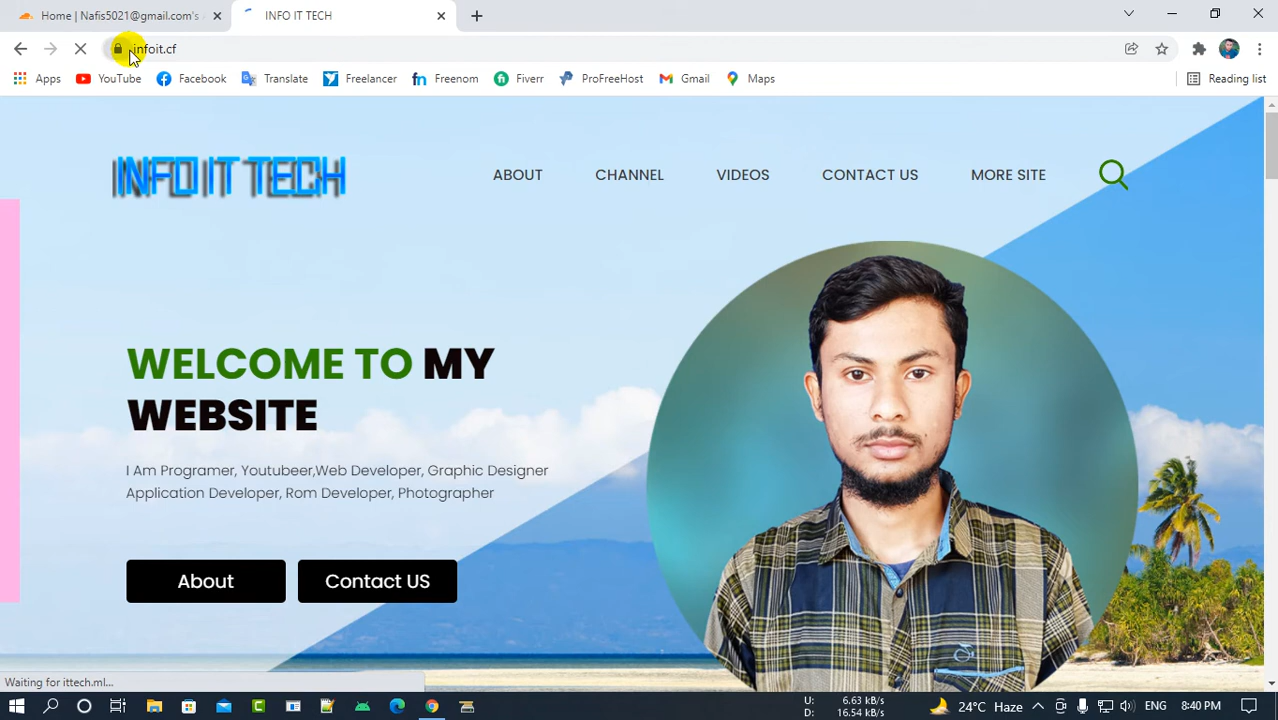 Home | Nafis5021@gmail.com's
INFO IT TECH
infoit.cf
Apps YouTube Facebook Translate Freelancer Freenom Fiverr ProFreeHost Gmail Maps Reading list
INFO IT TECH
ABOUT CHANNEL VIDEOS CONTACT US MORE SITE
WELCOME TO MY
WEBSITE
I Am Programer, Youtubeer,Web Developer, Graphic Designer
Application Developer, Rom Developer, Photographer
About Contact US
Waiting for ittech.ml...
U: 6.63 kB/s
D: 16.54 kB/s
24°C Haze ENG 8:40 PM